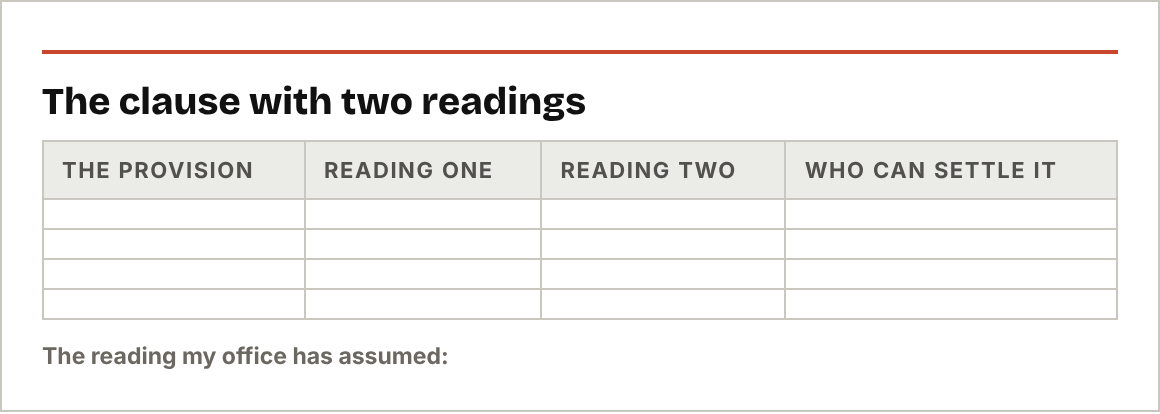 The clause with two readings
THE PROVISION READING ONE READING TWO WHO CAN SETTLE IT
The reading my office has assumed: